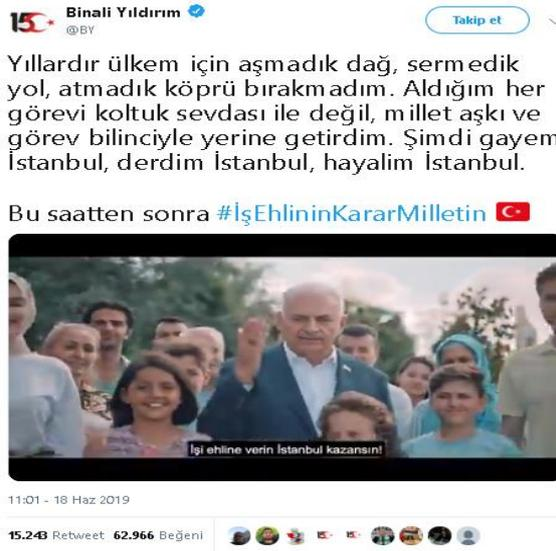 Binali Yıldırım
@BY
Takip et
Yıllardır ülkem için aşmadık dağ, sermedik
yol, atmadık köprü bırakmadım. Aldığım her
görevi koltuk sevdası ile değil, millet aşkı ve
görev bilinciyle yerine getirdim. Şimdi gayem
İstanbul, derdim İstanbul, hayalim İstanbul.
Bu saatten sonra #İşEhlininKararMilletin
İşi ehline verin İstanbul kazansın!
11:01 - 18 Haz 2019
15.243 Retweet 62.966 Beğeni